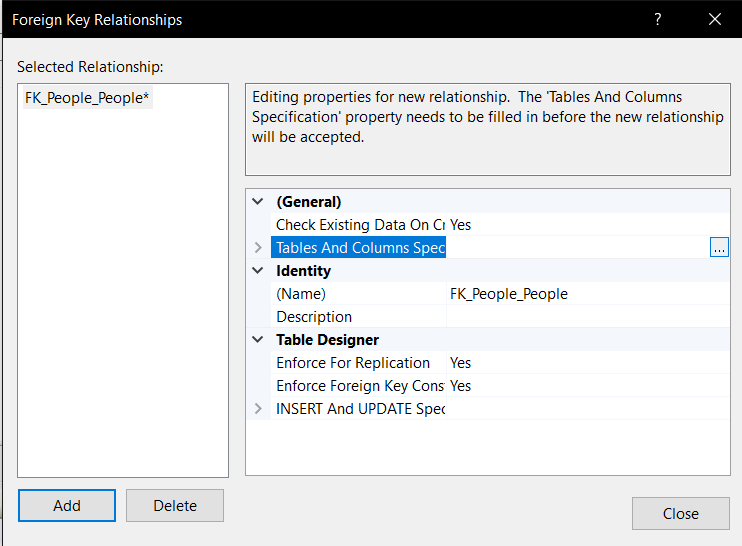 Foreign Key Relationships
?
Selected Relationship:
FK_People_People*
Editing properties for new relationship.  The 'Tables And Columns
Specification' property needs to be filled in before the new relationship
will be accepted.
(General)
Check Existing Data On Cr Yes
Tables And Columns Spec ...
Identity
(Name) FK_People_People
Description
Table Designer
Enforce For Replication Yes
Enforce Foreign Key Cons Yes
INSERT And UPDATE Spec
Add Delete
Close